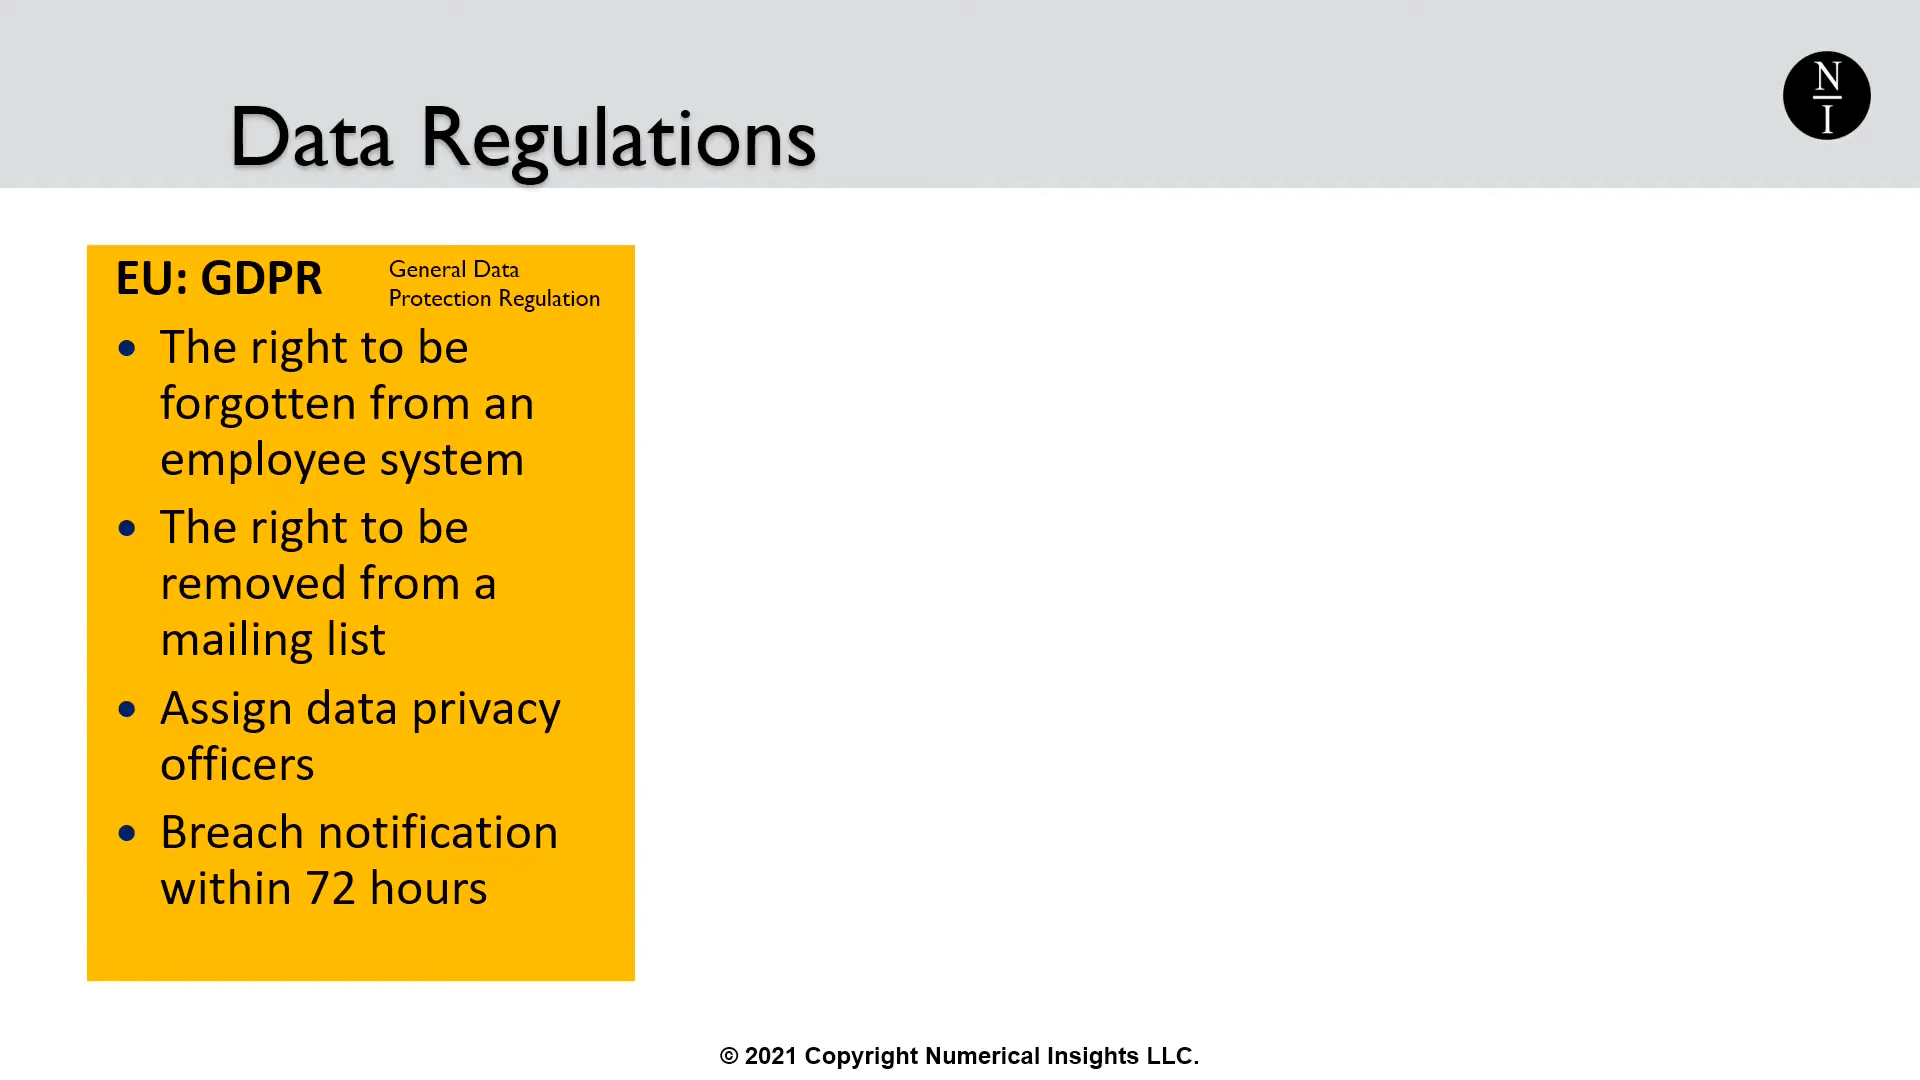 N
I
Data Regulations
EU: GDPR
General Data
Protection Regulation
• The right to be
forgotten from an
employee system
• The right to be
removed from a
mailing list
• Assign data privacy
officers
• Breach notification
within 72 hours
© 2021 Copyright Numerical Insights LLC.